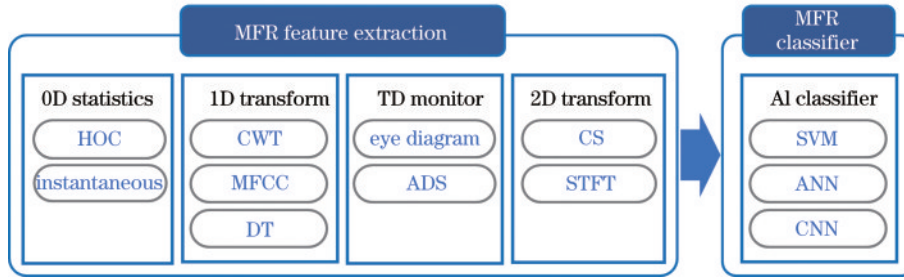 MFR feature extraction
MFR
classifier
0D statistics
HOC
instantaneous
1D transform
CWT
MFCC
DT
TD monitor
eye diagram
ADS
2D transform
CS
STFT
AI classifier
SVM
ANN
CNN